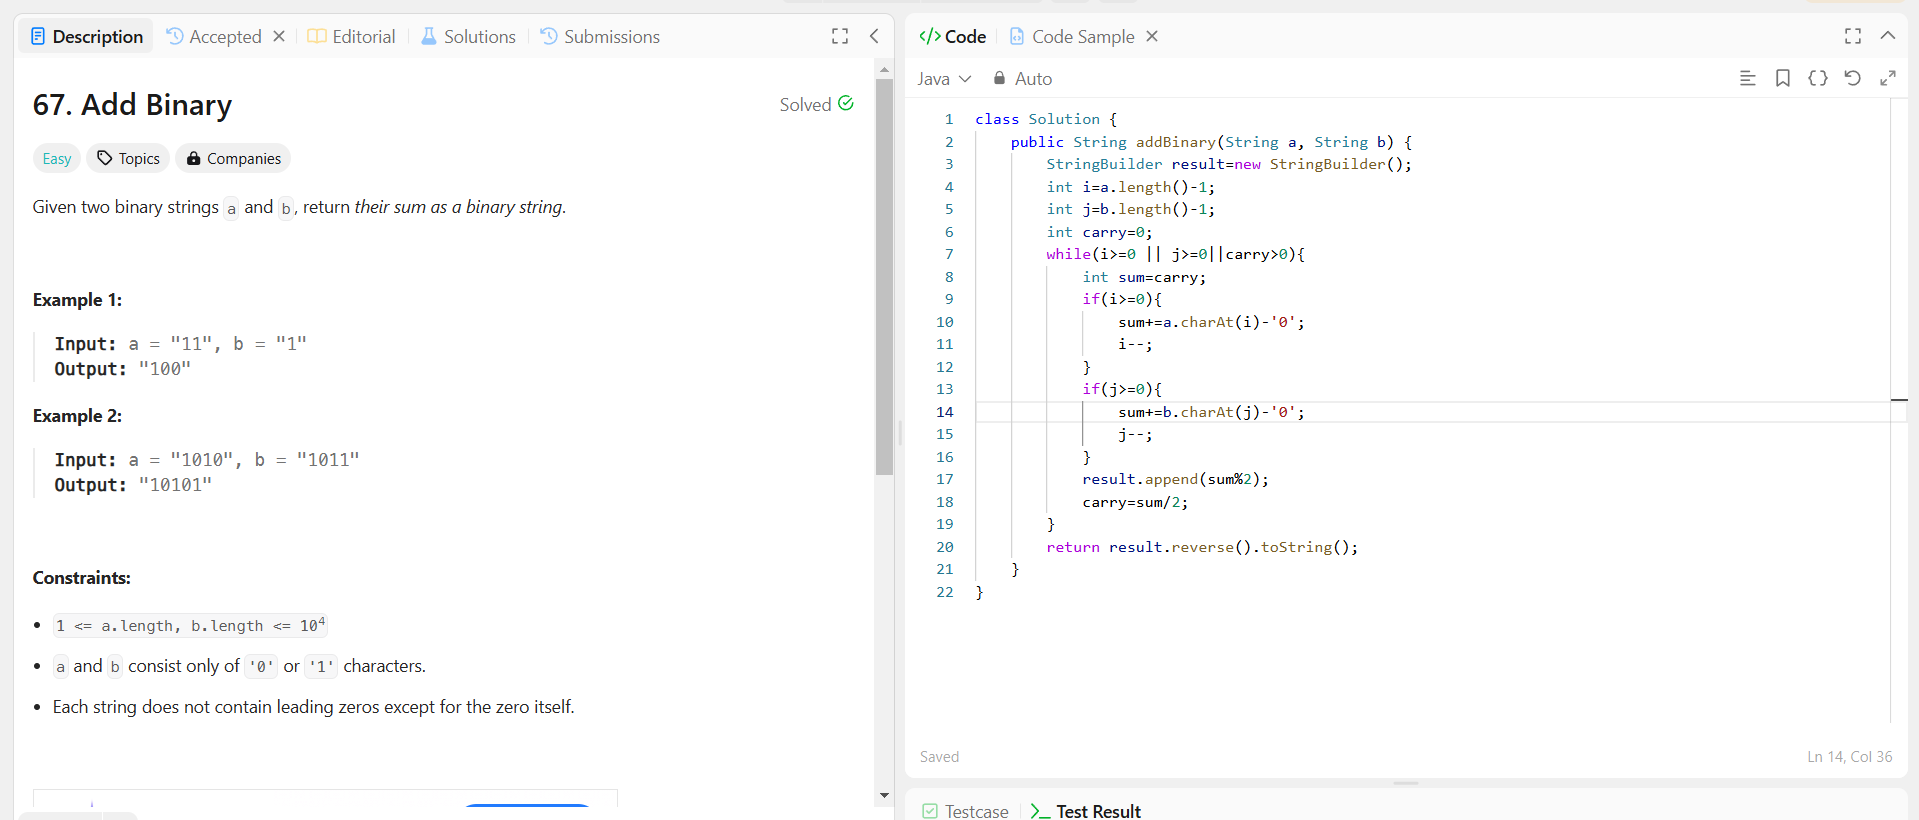 Description Accepted Editorial Solutions Submissions
67. Add Binary
Solved
Easy Topics Companies
Given two binary strings a and b, return their sum as a binary string.
Example 1:
Input: a = "11", b = "1"
Output: "100"
Example 2:
Input: a = "1010", b = "1011"
Output: "10101"
Constraints:
• 1 <= a.length, b.length <= 10⁴
• a and b consist only of '0' or '1' characters.
• Each string does not contain leading zeros except for the zero itself.
</> Code Code Sample
Java Auto
1 class Solution {
2     public String addBinary(String a, String b) {
3         StringBuilder result=new StringBuilder();
4         int i=a.length()-1;
5         int j=b.length()-1;
6         int carry=0;
7         while(i>=0 || j>=0||carry>0){
8             int sum=carry;
9             if(i>=0){
10                 sum+=a.charAt(i)-'0';
11                 i--;
12             }
13             if(j>=0){
14                 sum+=b.charAt(j)-'0';
15                 j--;
16             }
17             result.append(sum%2);
18             carry=sum/2;
19         }
20         return result.reverse().toString();
21     }
22 }
Saved Ln 14, Col 36
Testcase >_ Test Result